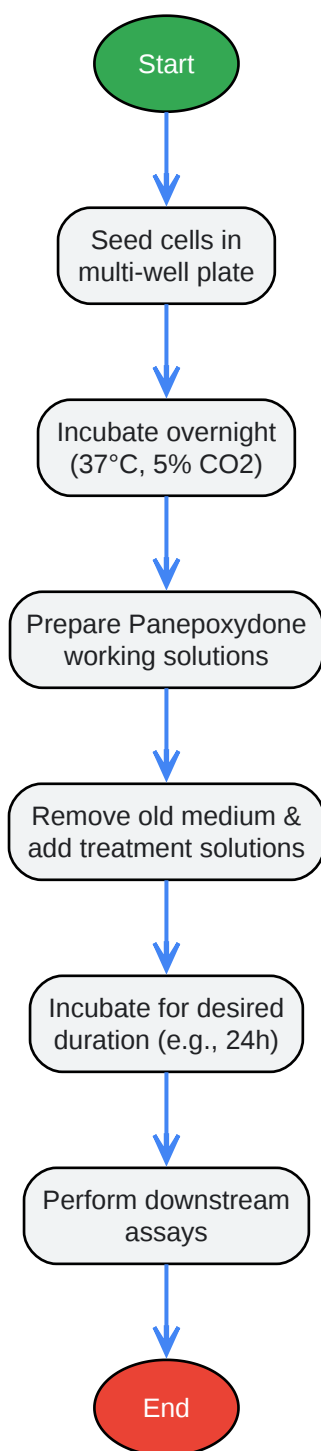 Start
Seed cells in
multi-well plate
Incubate overnight
(37°C, 5% CO2)
Prepare Panepoxydone
working solutions
Remove old medium &
add treatment solutions
Incubate for desired
duration (e.g., 24h)
Perform downstream
assays
End